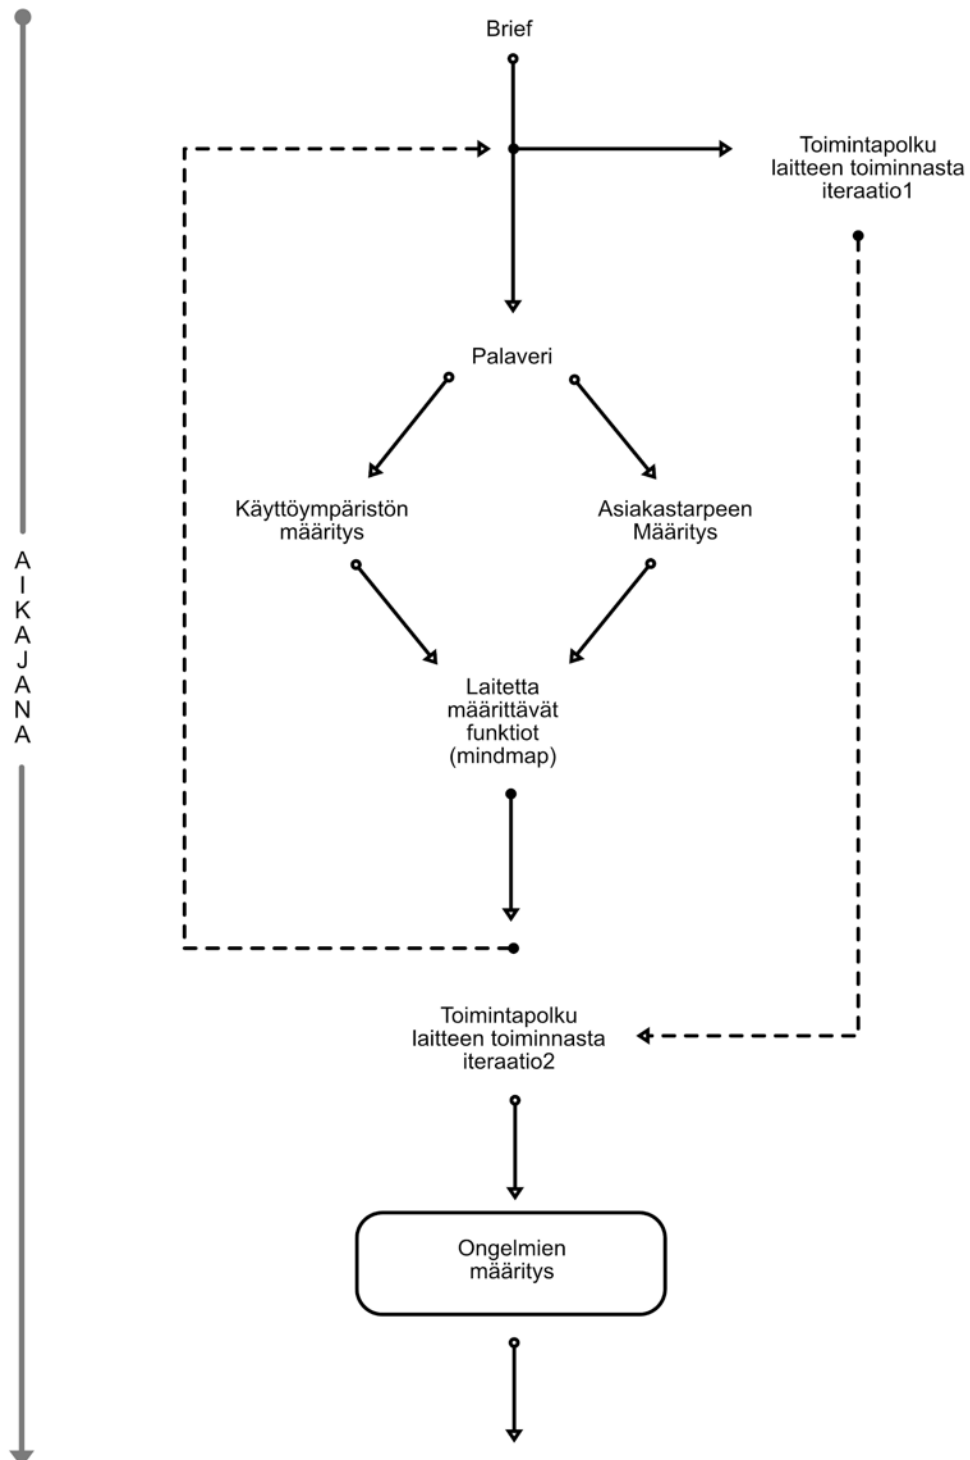 Brief
Toimintapolku
laitteen toiminnasta
iteraatio1
Palaveri
Käyttöympäristön
määritys
Asiakastarpeen
Määritys
AIKAJANA
Laitetta
määrittävät
funktiot
(mindmap)
Toimintapolku
laitteen toiminnasta
iteraatio2
Ongelmien
määritys